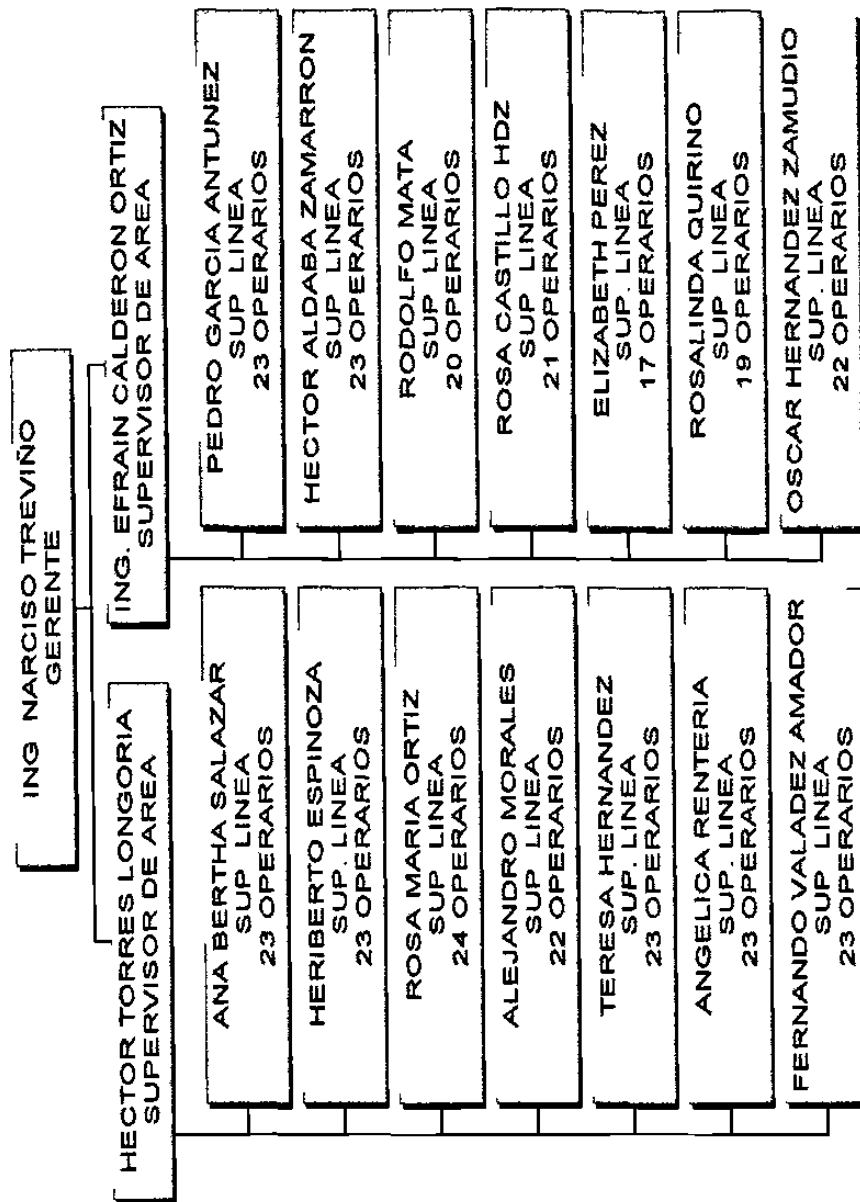 ING NARCISO TREVIÑO
GERENTE
HECTOR TORRES LONGORIA
SUPERVISOR DE AREA
ANA BERTHA SALAZAR
SUP LINEA
23 OPERARIOS
HERIBERTO ESPINOZA
SUP. LINEA
23 OPERARIOS
ROSA MARIA ORTIZ
SUP LINEA
24 OPERARIOS
ALEJANDRO MORALES
SUP LINEA
22 OPERARIOS
TERESA HERNANDEZ
SUP. LINEA
23 OPERARIOS
ANGELICA RENTERIA
SUP. LINEA
23 OPERARIOS
FERNANDO VALADEZ AMADOR
SUP LINEA
23 OPERARIOS
ING. EFRAIN CALDERON ORTIZ
SUPERVISOR DE AREA
PEDRO GARCIA ANTUNEZ
SUP LINEA
23 OPERARIOS
HECTOR ALDABA ZAMARRON
SUP LINEA
23 OPERARIOS
RODOLFO MATA
SUP LINEA
20 OPERARIOS
ROSA CASTILLO HDZ
SUP LINEA
21 OPERARIOS
ELIZABETH PEREZ
SUP. LINEA
17 OPERARIOS
ROSALINDA QUIRINO
SUP LINEA
19 OPERARIOS
OSCAR HERNANDEZ ZAMUDIO
SUP. LINEA
22 OPERARIOS